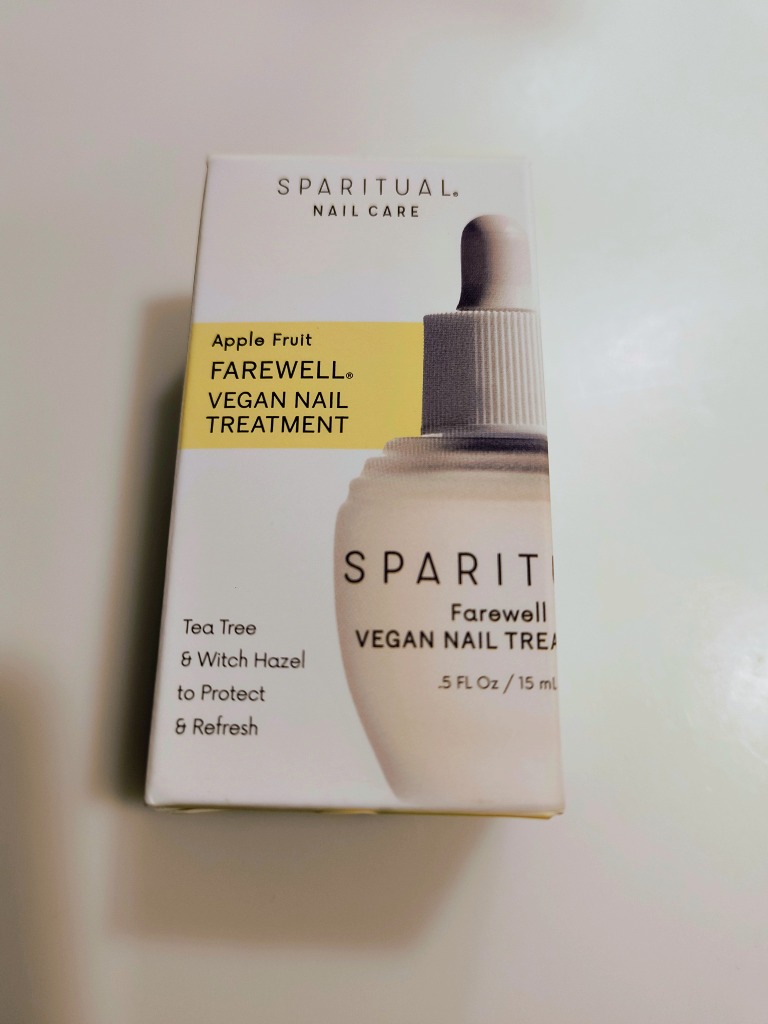 SPARITUAL®
NAIL CARE
Apple Fruit
FAREWELL®
VEGAN NAIL
TREATMENT
SPARIT
Farewell
VEGAN NAIL TREA
.5 FL Oz / 15 mL
Tea Tree
& Witch Hazel
to Protect
& Refresh